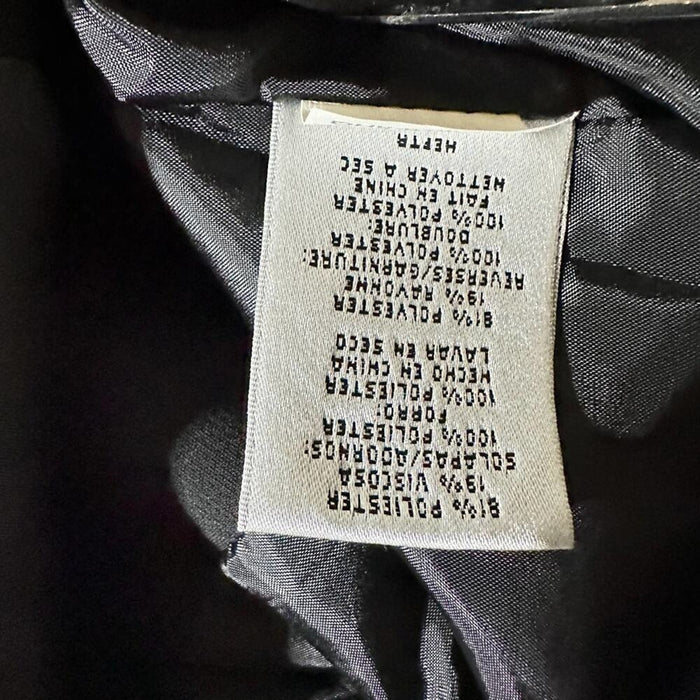 81% POLIESTER
19% VISCOSA
SOLAPAS/ADORNOS:
100% POLIESTER
FORRO:
100% POLIESTER
HECHO EN CHINA
LAVAR EN SECO
81% POLYESTER
19% RAYONNE
REVERSES/GARNITURE:
100% POLYESTER
DOUBLURE:
100% POLYESTER
FAIT EN CHINE
NETTOYER A SEC
HEFTA